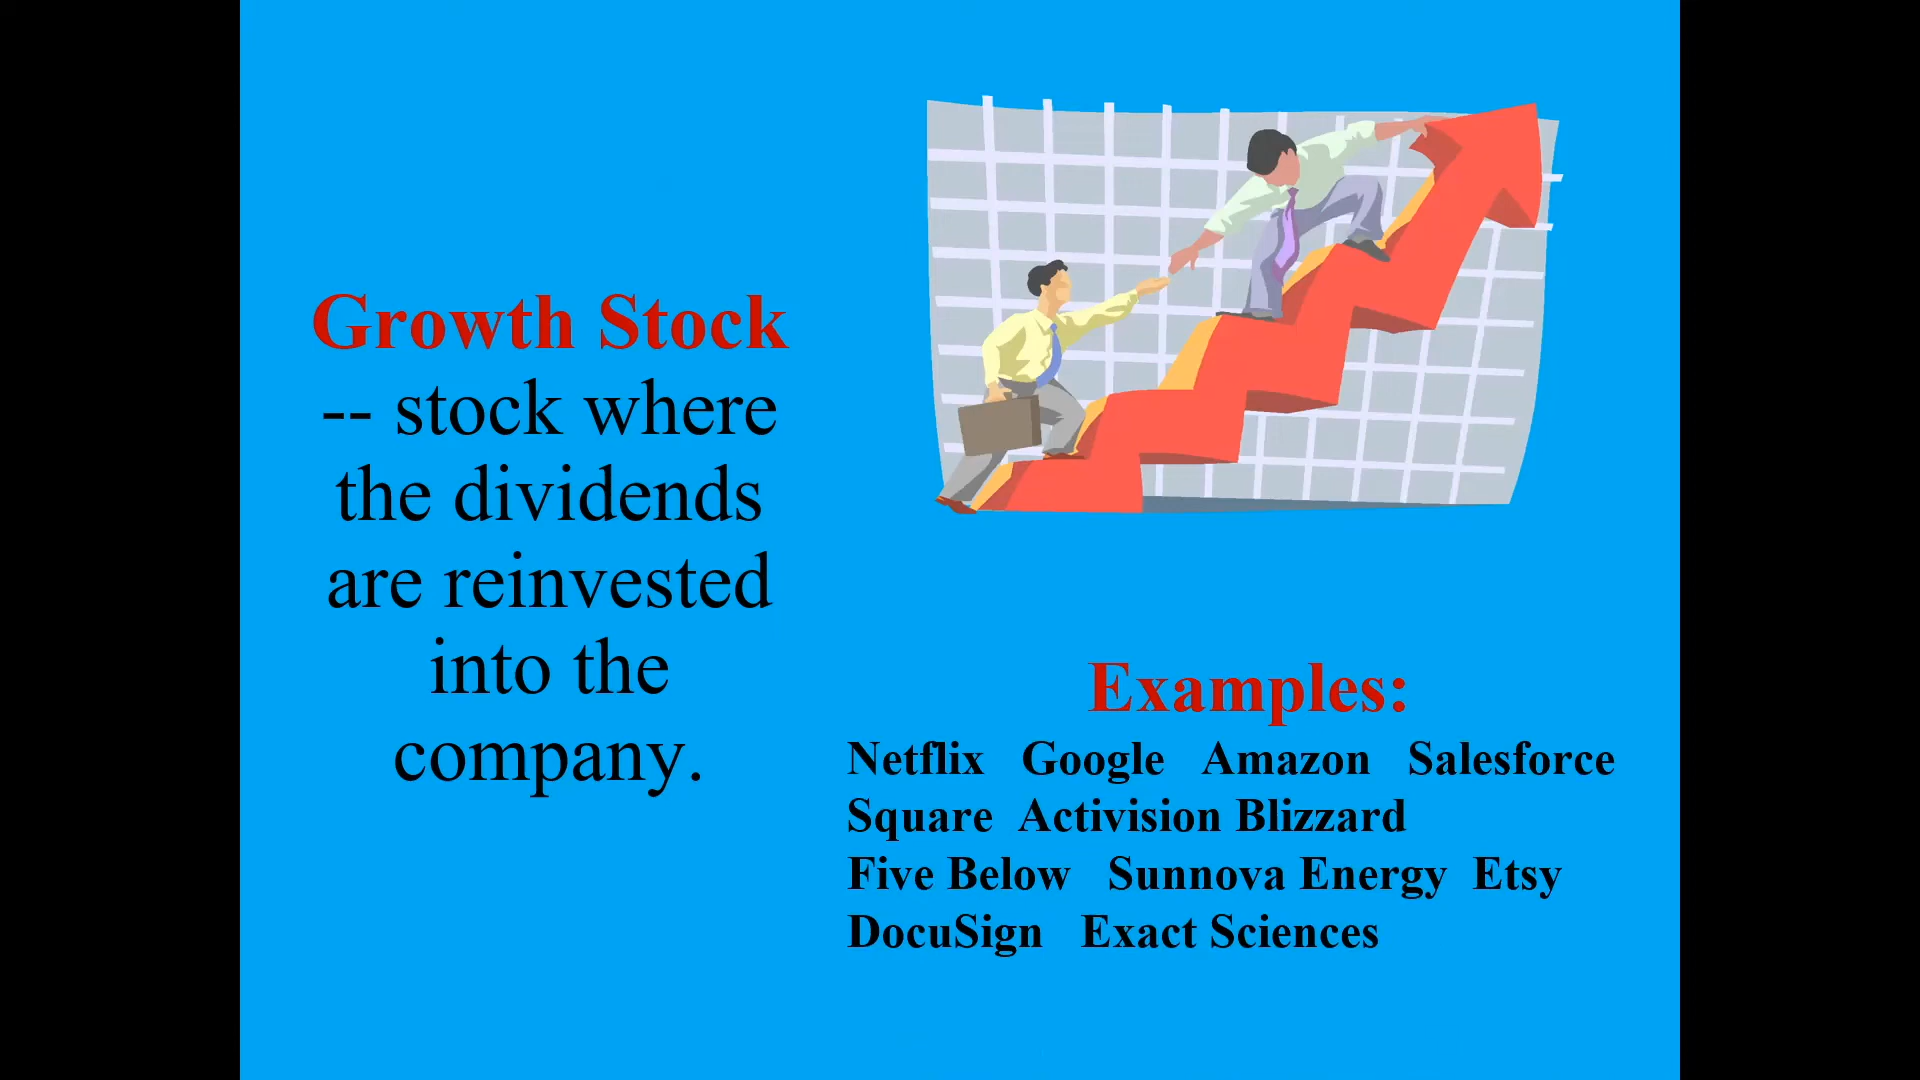 Growth Stock
-- stock where
the dividends
are reinvested
into the
company.
Examples:
Netflix Google Amazon Salesforce
Square Activision Blizzard
Five Below Sunnova Energy Etsy
DocuSign Exact Sciences